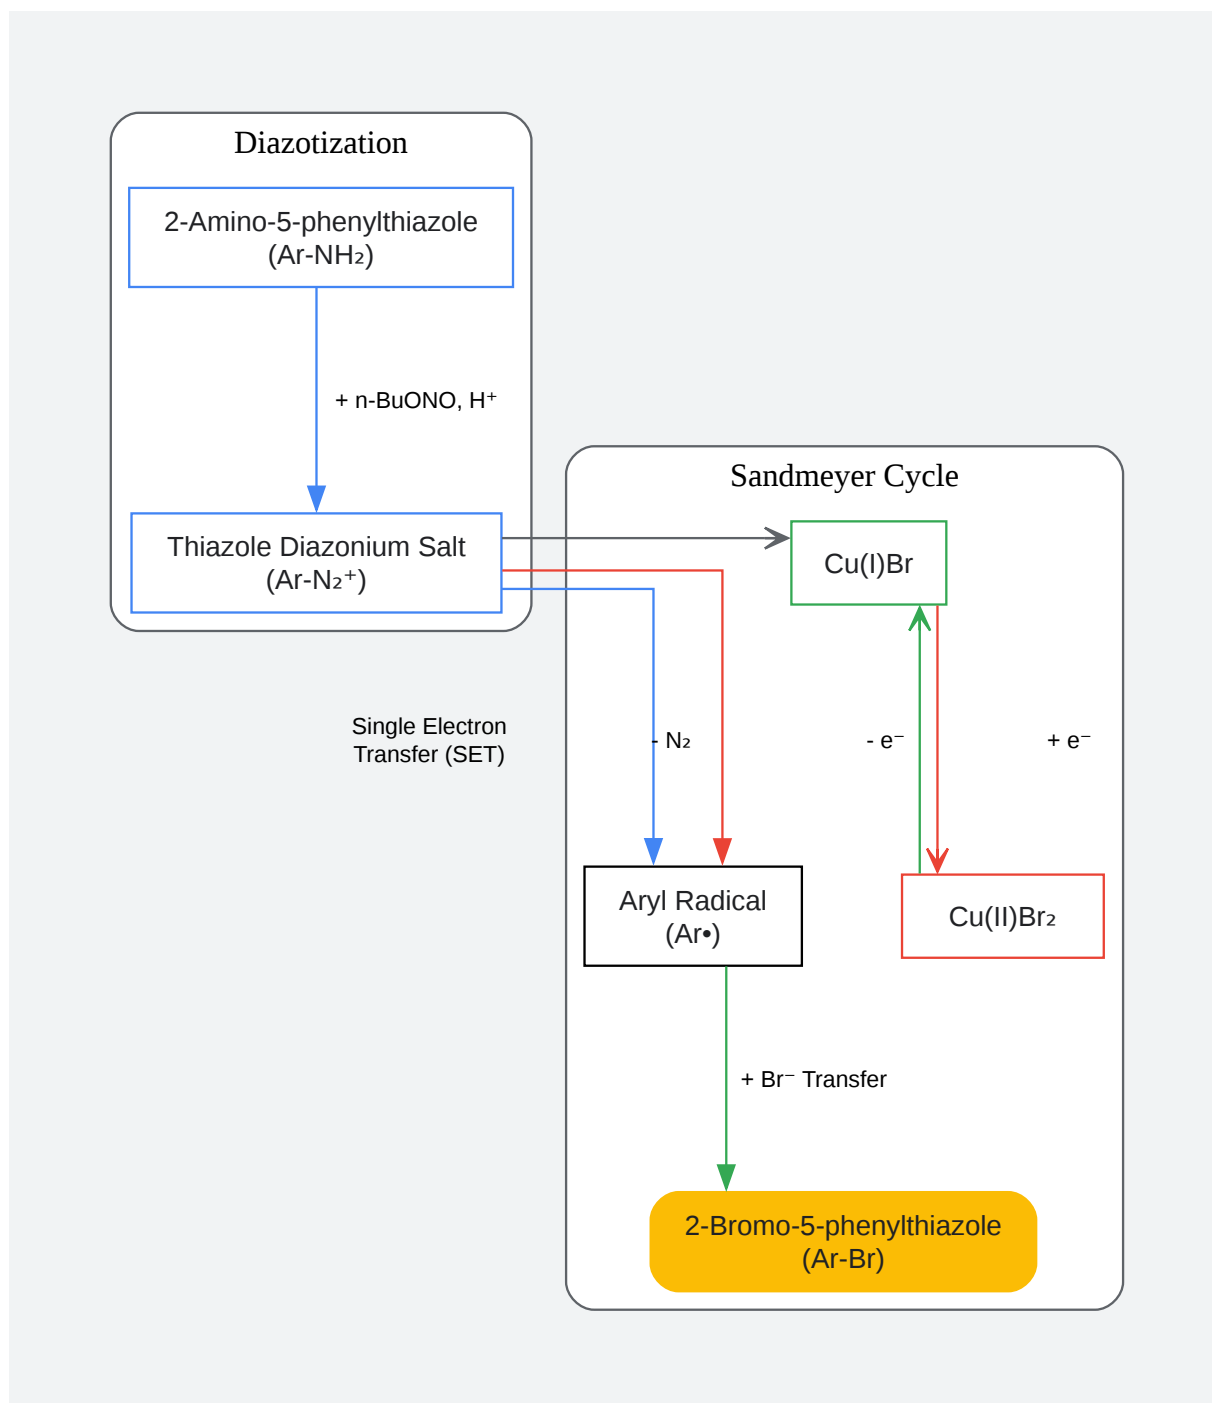 Diazotization
2-Amino-5-phenylthiazole
(Ar-NH₂)
+ n-BuONO, H⁺
Thiazole Diazonium Salt
(Ar-N₂⁺)
Sandmeyer Cycle
Cu(I)Br
Single Electron
Transfer (SET)
- N₂
- e⁻
+ e⁻
Aryl Radical
(Ar•)
Cu(II)Br₂
+ Br⁻ Transfer
2-Bromo-5-phenylthiazole
(Ar-Br)